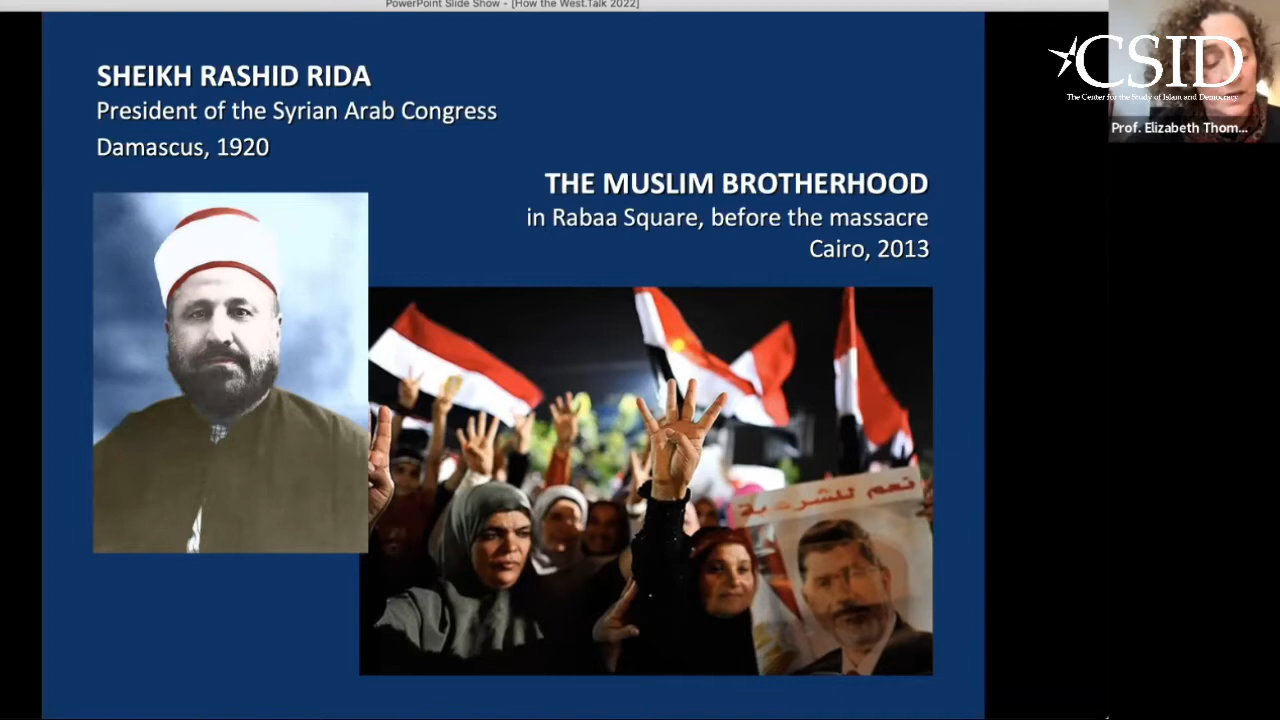 PowerPoint Slide Show - [How the West.Talk 2022]
CSID
The Center for the Study of Islam and Democracy
Prof. Elizabeth Thom...
SHEIKH RASHID RIDA
President of the Syrian Arab Congress
Damascus, 1920
THE MUSLIM BROTHERHOOD
in Rabaa Square, before the massacre
Cairo, 2013
نعم للشرعية